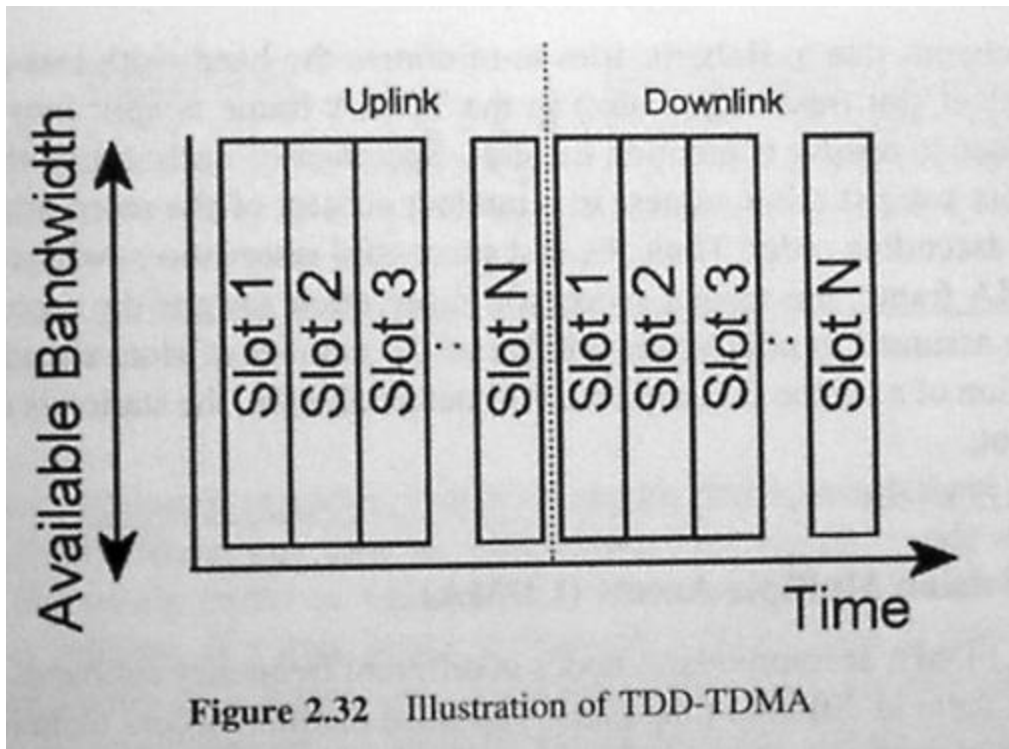 Uplink
Downlink
Available Bandwidth
Slot 1
Slot 2
Slot 3
..
Slot N
Slot 1
Slot 2
Slot 3
..
Slot N
Time
Figure 2.32 Illustration of TDD-TDMA